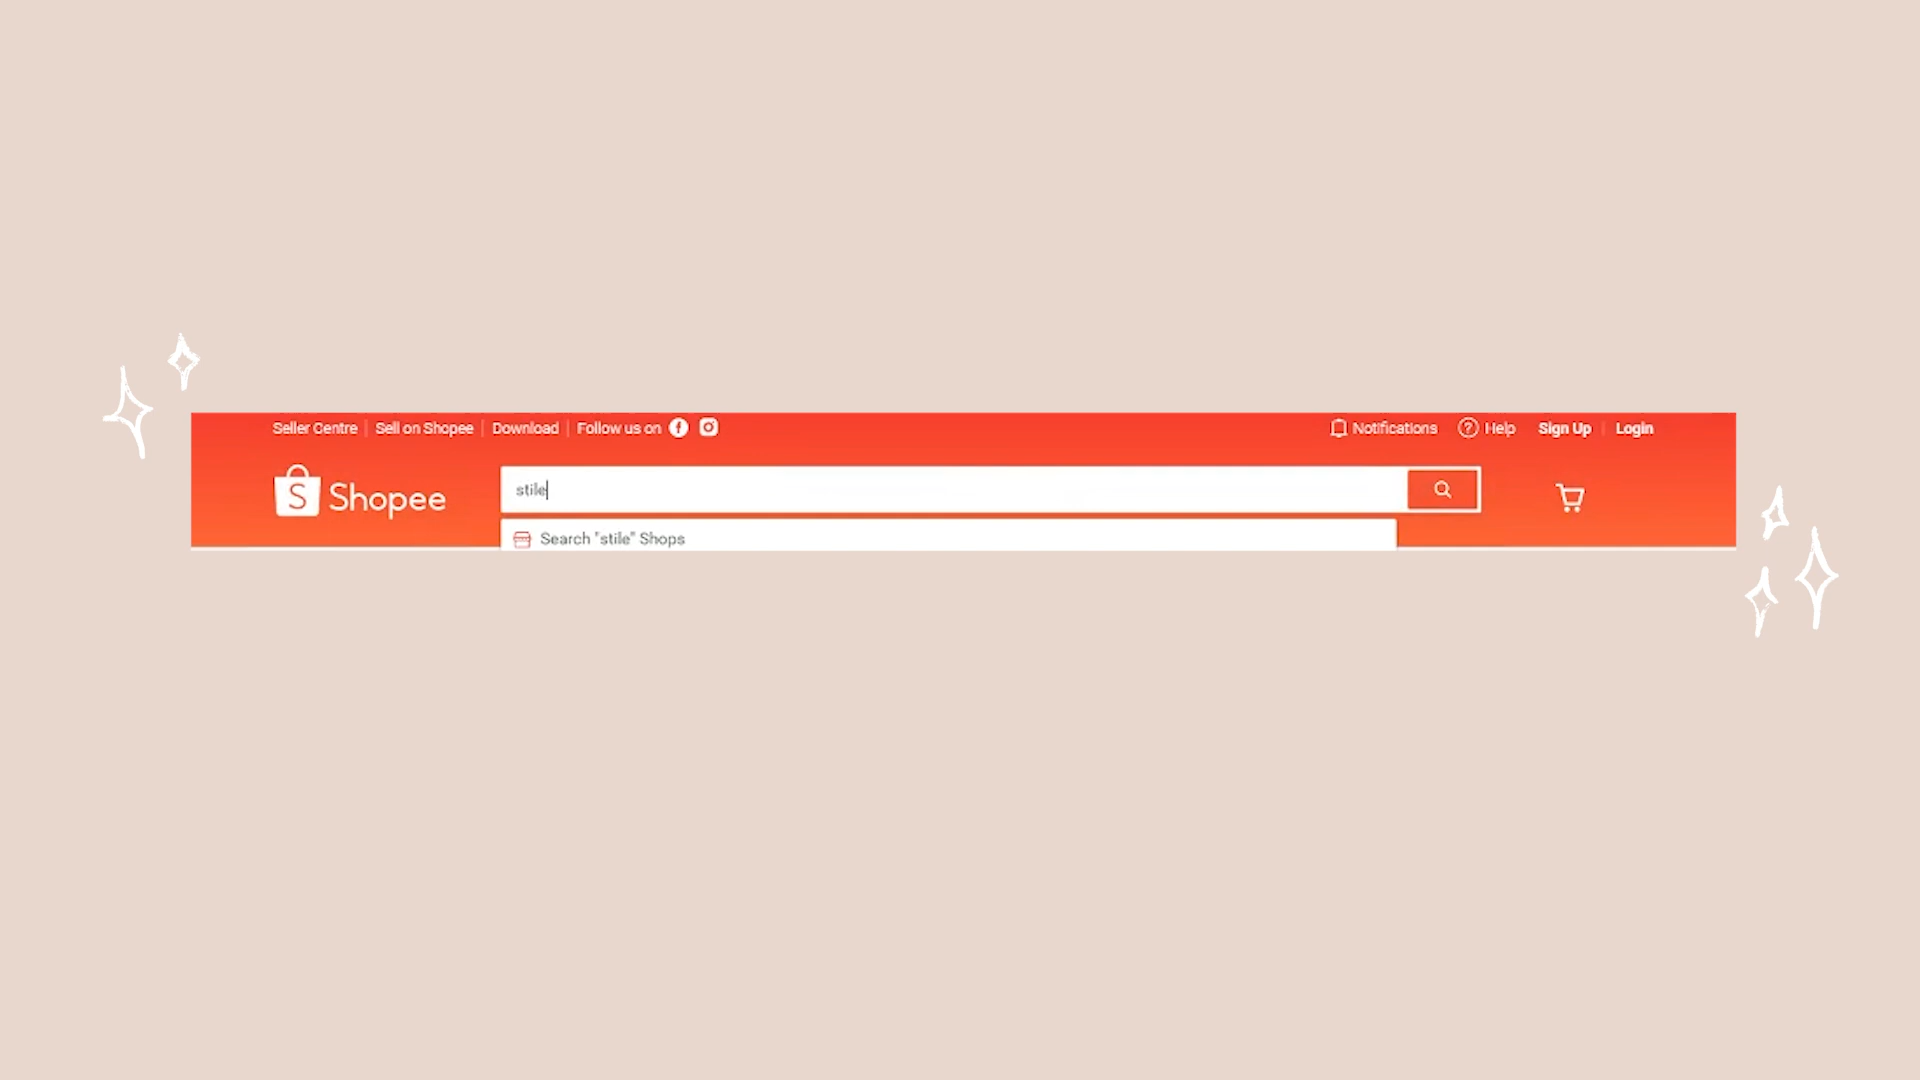 Seller Centre | Sell on Shopee | Download | Follow us on
Notifications Help Sign Up | Login
Shopee
stile
Search "stile" Shops